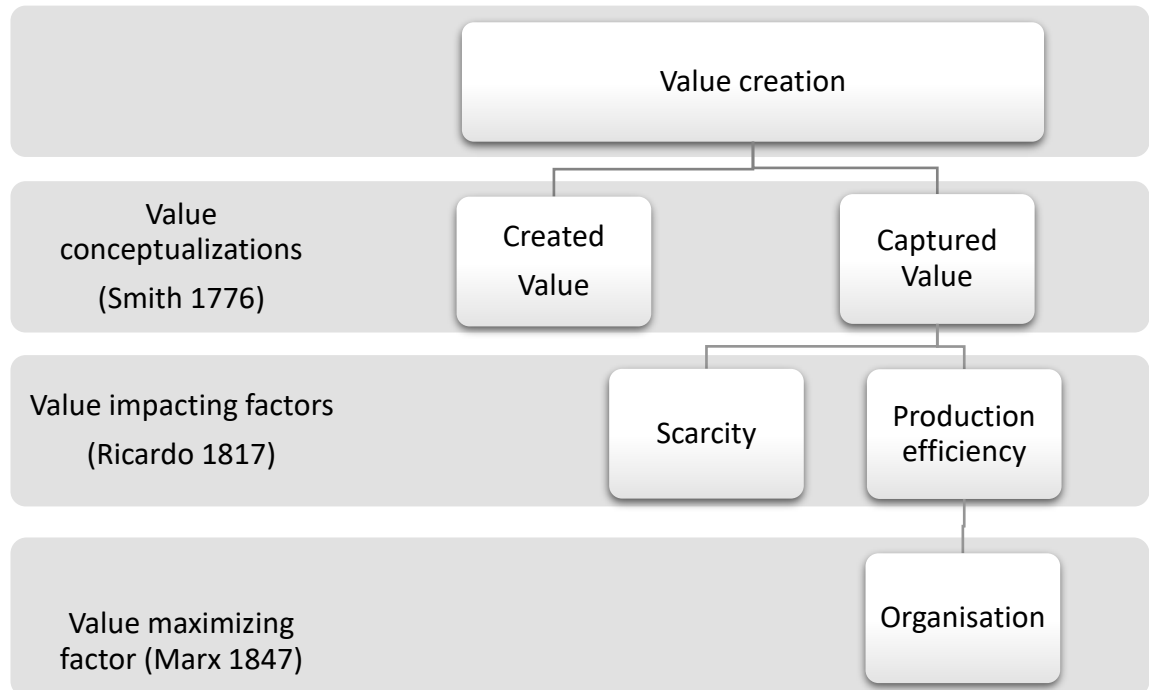 Value creation
Value
conceptualizations
(Smith 1776)
Created
Value
Captured
Value
Value impacting factors
(Ricardo 1817)
Scarcity
Production
efficiency
Value maximizing
factor (Marx 1847)
Organisation